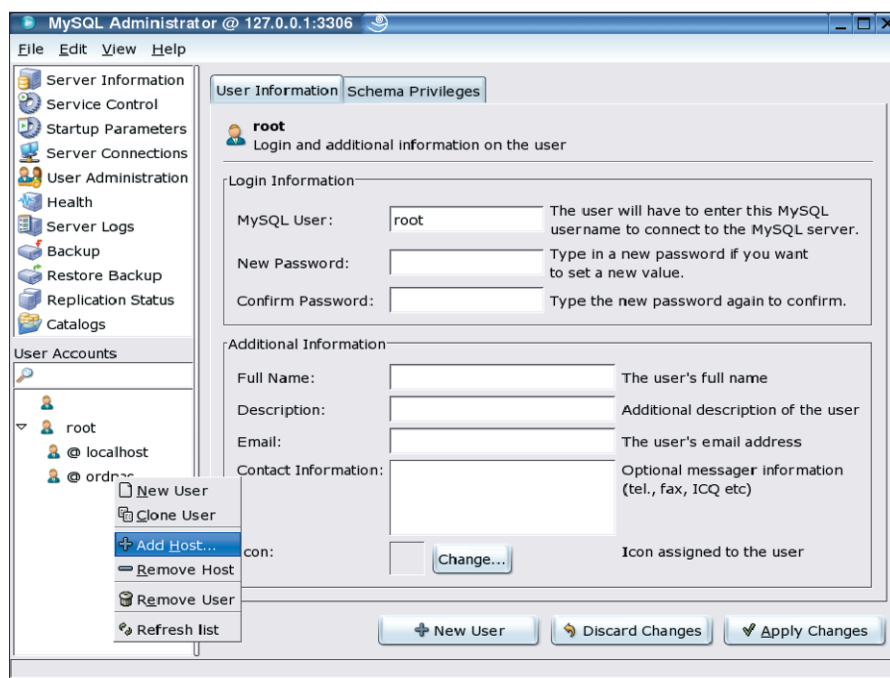 MySQL Administrator @ 127.0.0.1:3306
File Edit View Help
Server Information
Service Control
Startup Parameters
Server Connections
User Administration
Health
Server Logs
Backup
Restore Backup
Replication Status
Catalogs
User Accounts
root
@ localhost
@ ordnas
New User
Clone User
Add Host...
Remove Host
Remove User
Refresh list
User Information Schema Privileges
root
Login and additional information on the user
Login Information
MySQL User: root The user will have to enter this MySQL
username to connect to the MySQL server.
New Password: Type in a new password if you want
to set a new value.
Confirm Password: Type the new password again to confirm.
Additional Information
Full Name: The user's full name
Description: Additional description of the user
Email: The user's email address
Contact Information: Optional messager information
(tel., fax, ICQ etc)
con: Change... Icon assigned to the user
New User Discard Changes Apply Changes